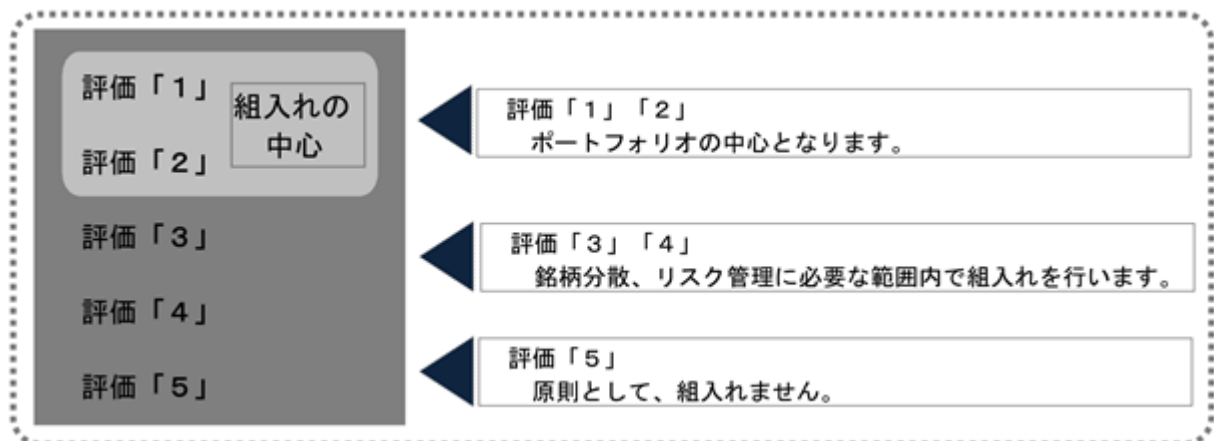 評価「１」
評価「２」
組入れの
中心
評価「３」
評価「４」
評価「５」
評価「１」「２」
ポートフォリオの中心となります。
評価「３」「４」
銘柄分散、リスク管理に必要な範囲内で組入れを行います。
評価「５」
原則として、組入れません。